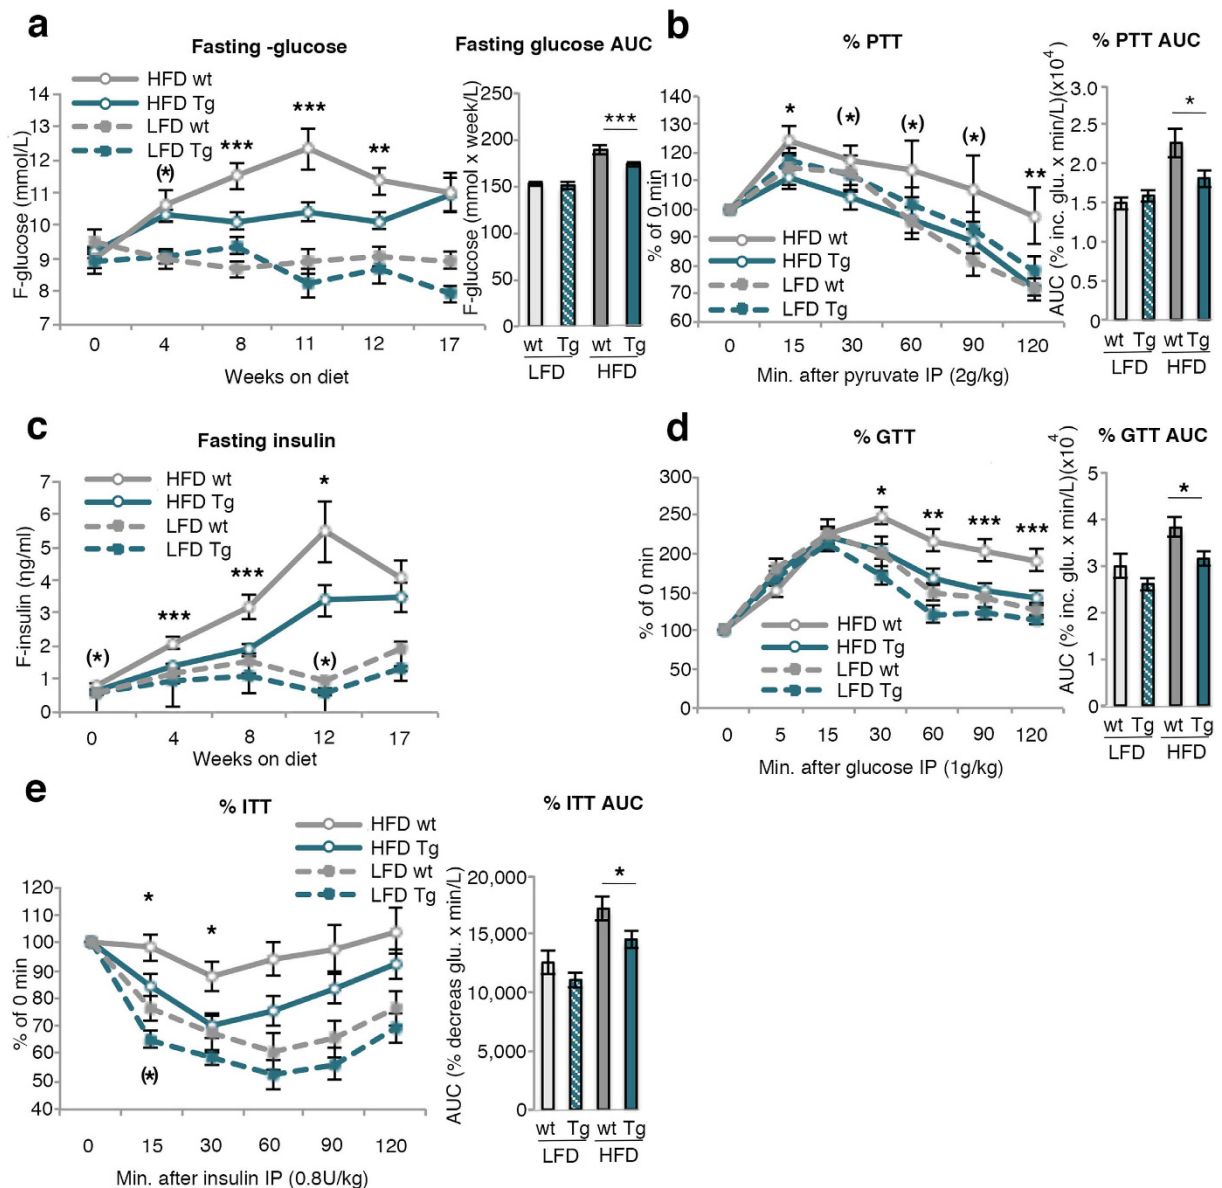 a
Fasting -glucose
HFD wt
HFD Tg
LFD wt
LFD Tg
F-glucose (mmol/L)
14
13
12
11
10
9
8
7
(*)
***
***
**
0 4 8 11 12 17
Weeks on diet
Fasting glucose AUC
F-glucose (mmol x week/L)
250
200
150
100
50
0
***
wt Tg wt Tg
LFD HFD
b
% PTT
% of 0 min
140
130
120
110
100
90
80
70
60
*
(*)
(*)
(*)
**
HFD wt
HFD Tg
LFD wt
LFD Tg
0 15 30 60 90 120
Min. after pyruvate IP (2g/kg)
% PTT AUC
AUC (% inc. glu. x min/L)(x10⁴)
3.0
2.5
2.0
1.5
1.0
0.5
0
*
wt Tg wt Tg
LFD HFD
c
Fasting insulin
HFD wt
HFD Tg
LFD wt
LFD Tg
F-insulin (ηg/ml)
7
6
5
4
3
2
1
0
(*)
***
***
*
(*)
0 4 8 12 17
Weeks on diet
d
% GTT
% of 0 min
300
250
200
150
100
50
0
*
**
***
***
HFD wt
HFD Tg
LFD wt
LFD Tg
0 5 15 30 60 90 120
Min. after glucose IP (1g/kg)
% GTT AUC
AUC (% inc. glu. x min/L)(x10⁴)
5
4
3
2
1
0
*
wt Tg wt Tg
LFD HFD
e
% ITT
HFD wt
HFD Tg
LFD wt
LFD Tg
% of 0 min
120
110
100
90
80
70
60
50
40
*
*
(*)
0 15 30 60 90 120
Min. after insulin IP (0.8U/kg)
% ITT AUC
AUC (% decreas glu. x min/L)
20,000
15,000
10,000
5,000
0
*
wt Tg wt Tg
LFD HFD